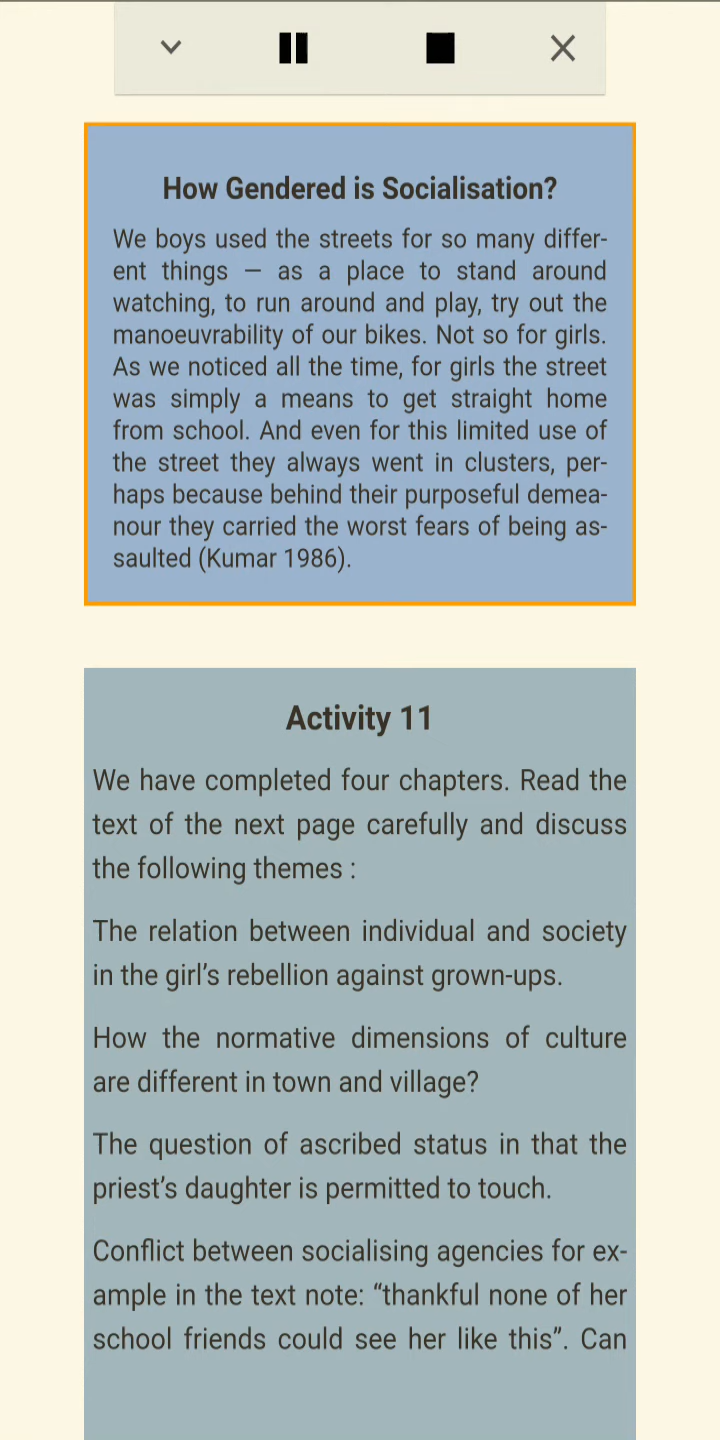 How Gendered is Socialisation?
We boys used the streets for so many differ-
ent things — as a place to stand around
watching, to run around and play, try out the
manoeuvrability of our bikes. Not so for girls.
As we noticed all the time, for girls the street
was simply a means to get straight home
from school. And even for this limited use of
the street they always went in clusters, per-
haps because behind their purposeful demea-
nour they carried the worst fears of being as-
saulted (Kumar 1986).
Activity 11
We have completed four chapters. Read the
text of the next page carefully and discuss
the following themes :
The relation between individual and society
in the girl’s rebellion against grown-ups.
How the normative dimensions of culture
are different in town and village?
The question of ascribed status in that the
priest’s daughter is permitted to touch.
Conflict between socialising agencies for ex-
ample in the text note: “thankful none of her
school friends could see her like this”. Can